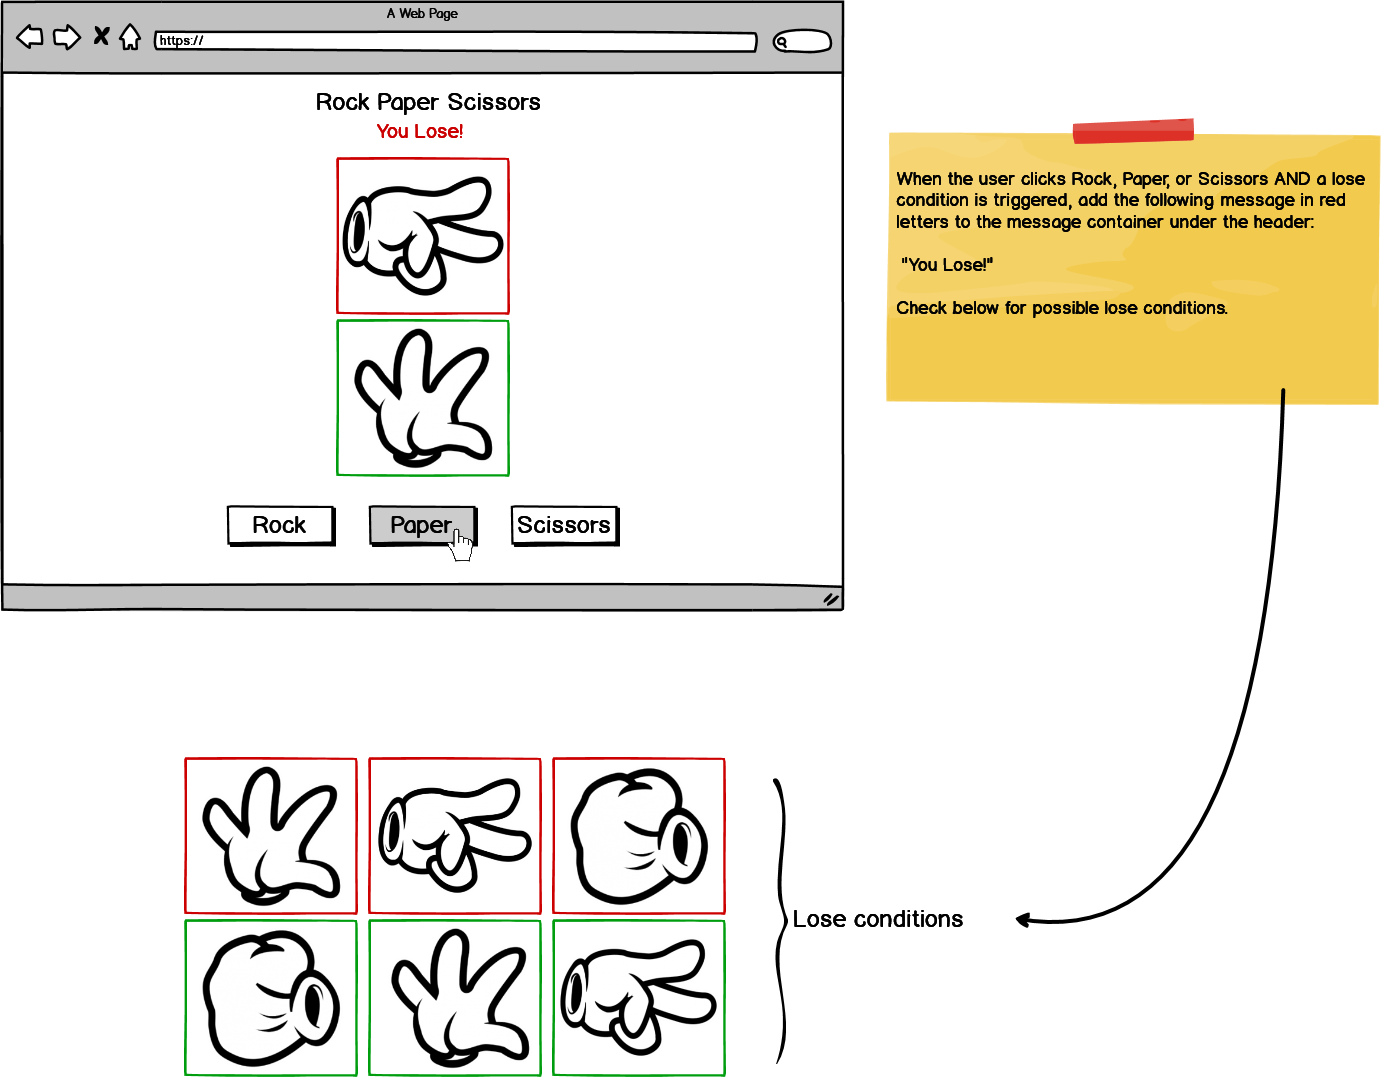 A Web Page
https://
Rock Paper Scissors
You Lose!
Rock
Paper
Scissors
When the user clicks Rock, Paper, or Scissors AND a lose
condition is triggered, add the following message in red
letters to the message container under the header:
"You Lose!"
Check below for possible lose conditions.
Lose conditions